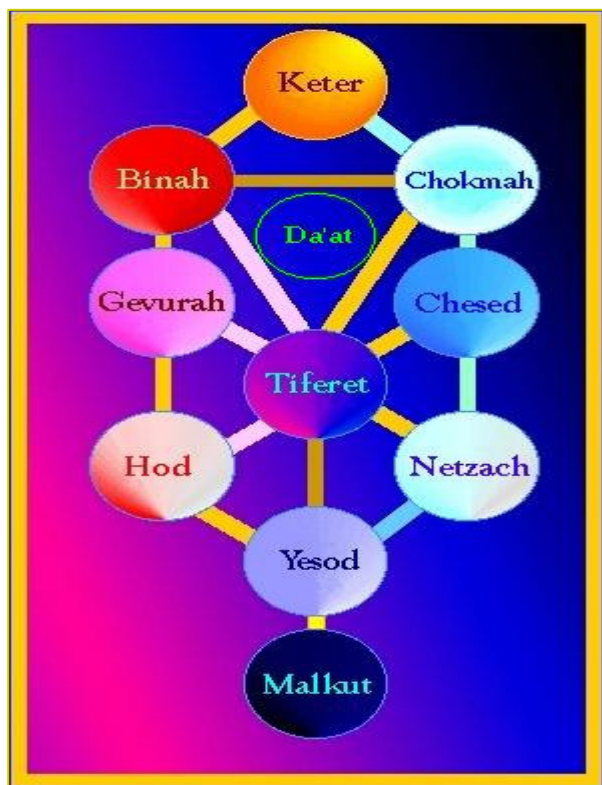 Keter
Binah
Chokmah
Da'at
Gevurah
Chesed
Tiferet
Hod
Netzach
Yesod
Malkut